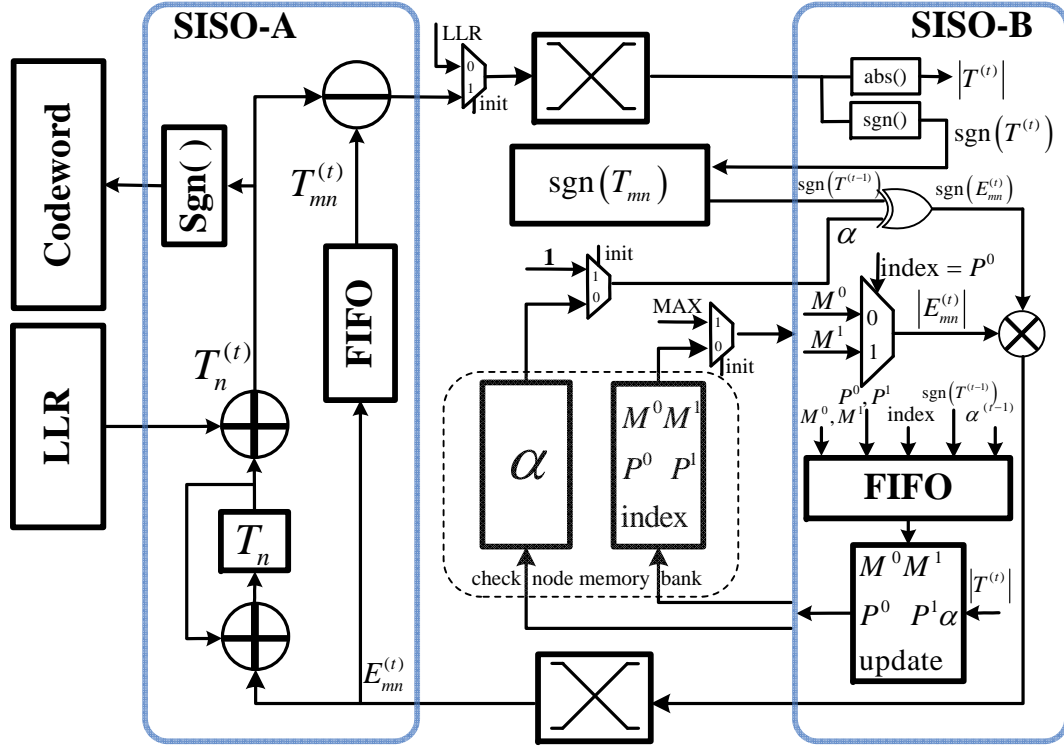 SISO-A
SISO-B
Codeword
LLR
Sgn( )
T_n^(t)
T_mn^(t)
FIFO
T_n
E_mn^(t)
LLR
0
1
init
abs()
|T^(t)|
sgn()
sgn(T^(t))
sgn(T_mn)
sgn(T^(t-1))
sgn(E_mn^(t))
α
1
init
1
0
MAX
1
0
init
index = P^0
M^0
M^1
0
1
|E_mn^(t)|
α
M^0 M^1
P^0 P^1
index
check node memory bank
P^0, P^1
M^0, M^1
index
sgn(T^(t-1))
α^(t-1)
FIFO
M^0 M^1
P^0 P^1 α
update
|T^(t)|